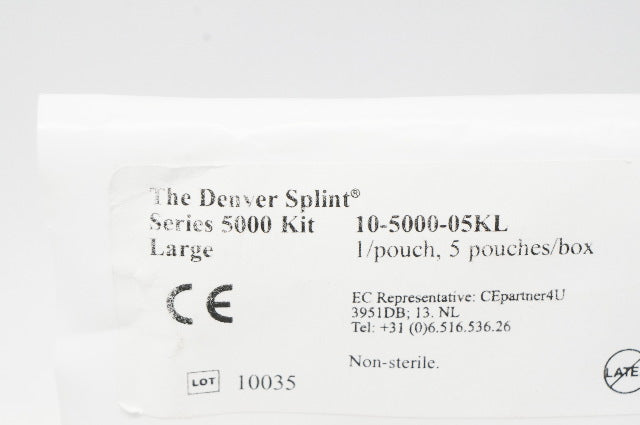 The Denver Splint®
Series 5000 Kit 10-5000-05KL
Large 1/pouch, 5 pouches/box
CE EC Representative: CEpartner4U
3951DB; 13. NL
Tel: +31 (0)6.516.536.26
Non-sterile.
LOT 10035
LATE